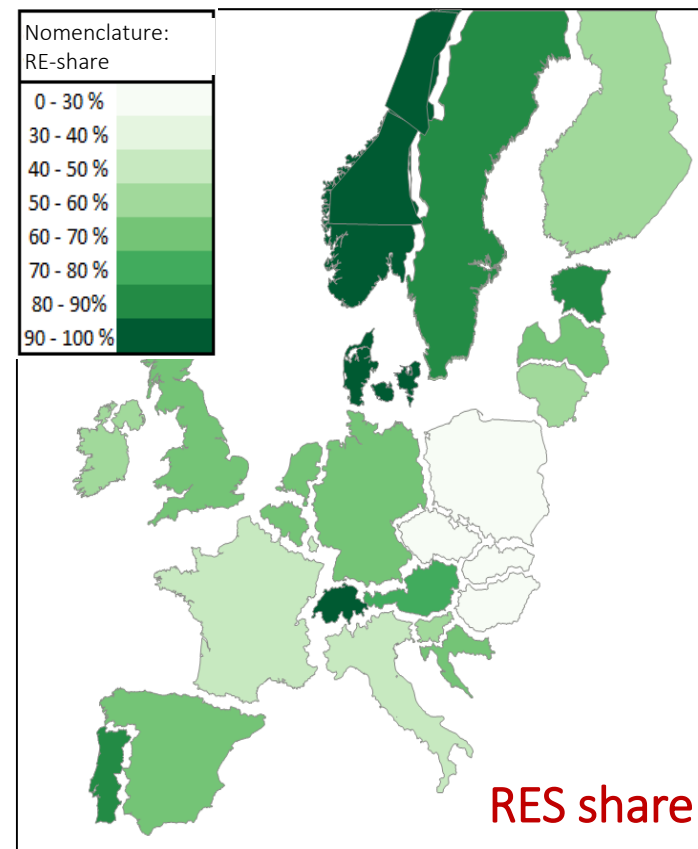 Nomenclature:
RE-share
0 - 30 %
30 - 40 %
40 - 50 %
50 - 60 %
60 - 70 %
70 - 80 %
80 - 90%
90 - 100 %
RES share